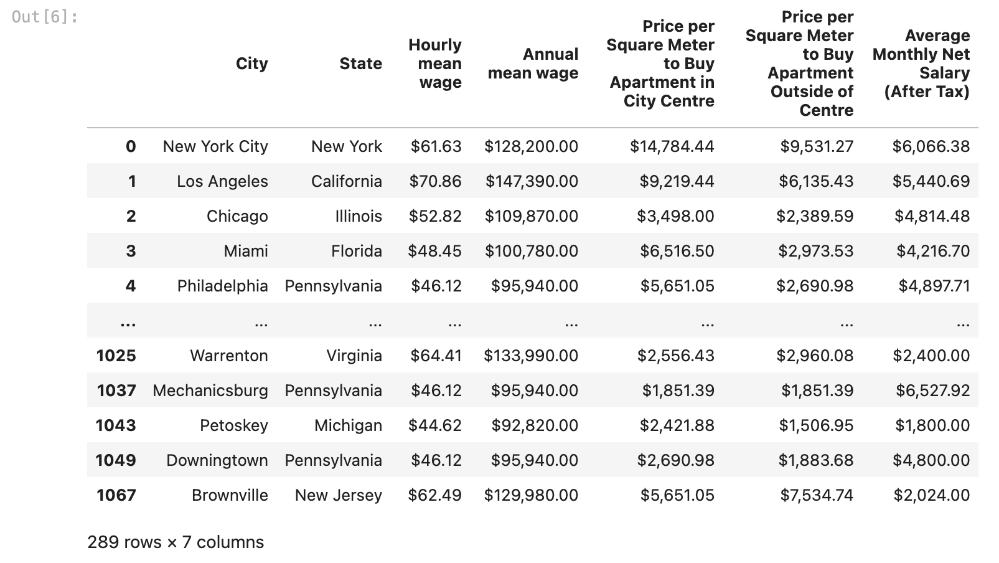 Out[6]:
City State Hourly mean wage Annual mean wage Price per Square Meter to Buy Apartment in City Centre Price per Square Meter to Buy Apartment Outside of Centre Average Monthly Net Salary (After Tax)
0 New York City New York $61.63 $128,200.00 $14,784.44 $9,531.27 $6,066.38
1 Los Angeles California $70.86 $147,390.00 $9,219.44 $6,135.43 $5,440.69
2 Chicago Illinois $52.82 $109,870.00 $3,498.00 $2,389.59 $4,814.48
3 Miami Florida $48.45 $100,780.00 $6,516.50 $2,973.53 $4,216.70
4 Philadelphia Pennsylvania $46.12 $95,940.00 $5,651.05 $2,690.98 $4,897.71
... ... ... ... ... ... ... ...
1025 Warrenton Virginia $64.41 $133,990.00 $2,556.43 $2,960.08 $2,400.00
1037 Mechanicsburg Pennsylvania $46.12 $95,940.00 $1,851.39 $1,851.39 $6,527.92
1043 Petoskey Michigan $44.62 $92,820.00 $2,421.88 $1,506.95 $1,800.00
1049 Downingtown Pennsylvania $46.12 $95,940.00 $2,690.98 $1,883.68 $4,800.00
1067 Brownville New Jersey $62.49 $129,980.00 $5,651.05 $7,534.74 $2,024.00
289 rows × 7 columns